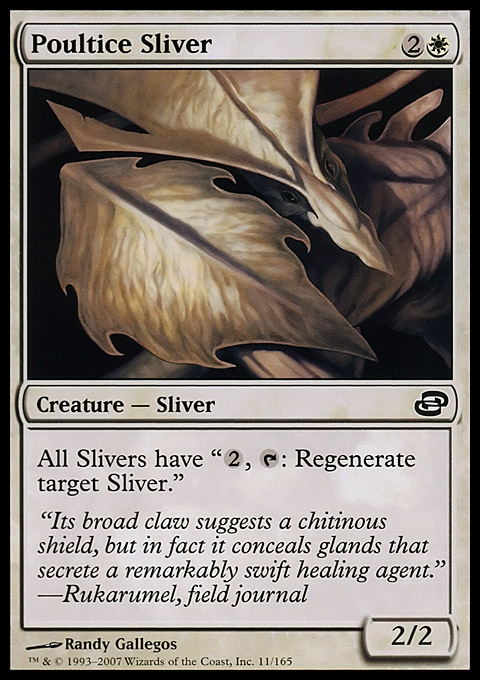 Poultice Sliver 2
Creature — Sliver
All Slivers have “2, : Regenerate
target Sliver.”
“Its broad claw suggests a chitinous
shield, but in fact it conceals glands that
secrete a remarkably swift healing agent.”
—Rukarumel, field journal
2/2
Randy Gallegos
™ & © 1993–2007 Wizards of the Coast, Inc. 11/165